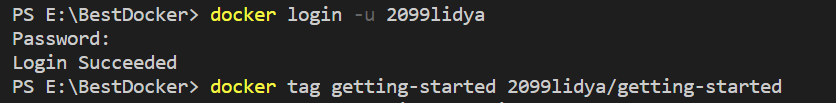 PS E:\BestDocker> docker login -u 2099lidya
Password:
Login Succeeded
PS E:\BestDocker> docker tag getting-started 2099lidya/getting-started